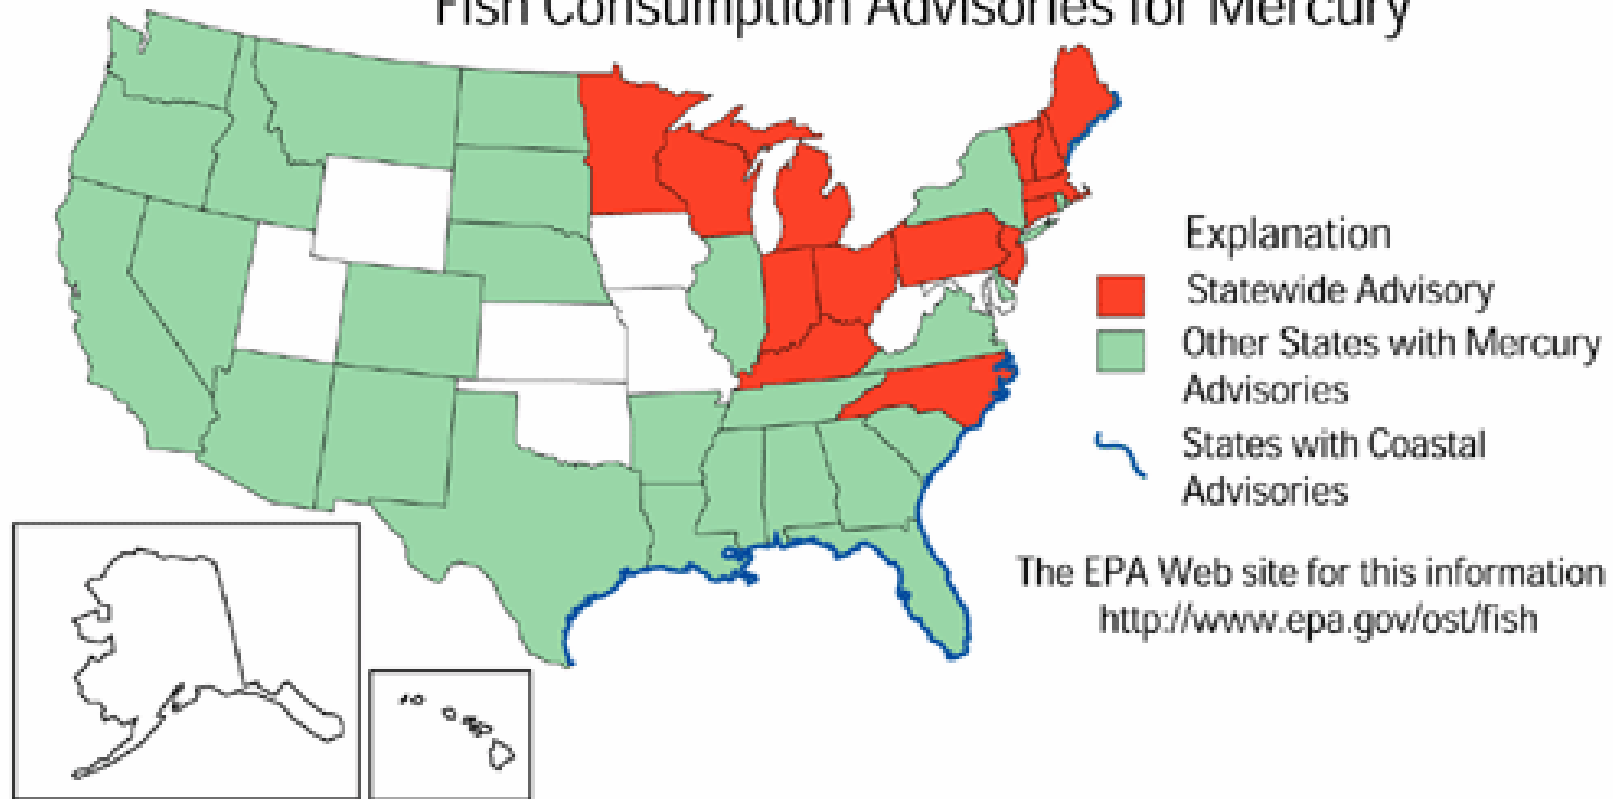 Fish Consumption Advisories for Mercury
Explanation
Statewide Advisory
Other States with Mercury
Advisories
States with Coastal
Advisories
The EPA Web site for this information
http://www.epa.gov/ost/fish